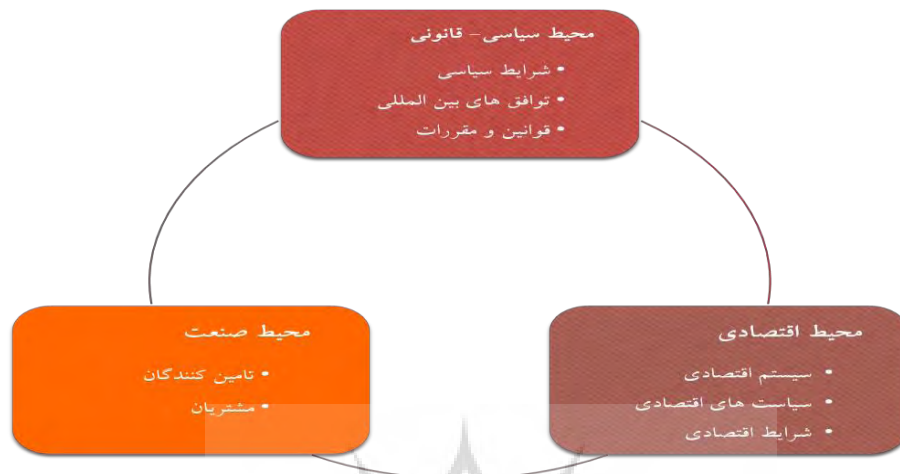 محیط سیاسی- قانونی
• شرایط سیاسی
• توافق های بین المللی
• قوانین و مقررات
محیط اقتصادی
• سیستم اقتصادی
• سیاست های اقتصادی
• شرایط اقتصادی
محیط صنعت
• تامین کنندگان
• مشتریان